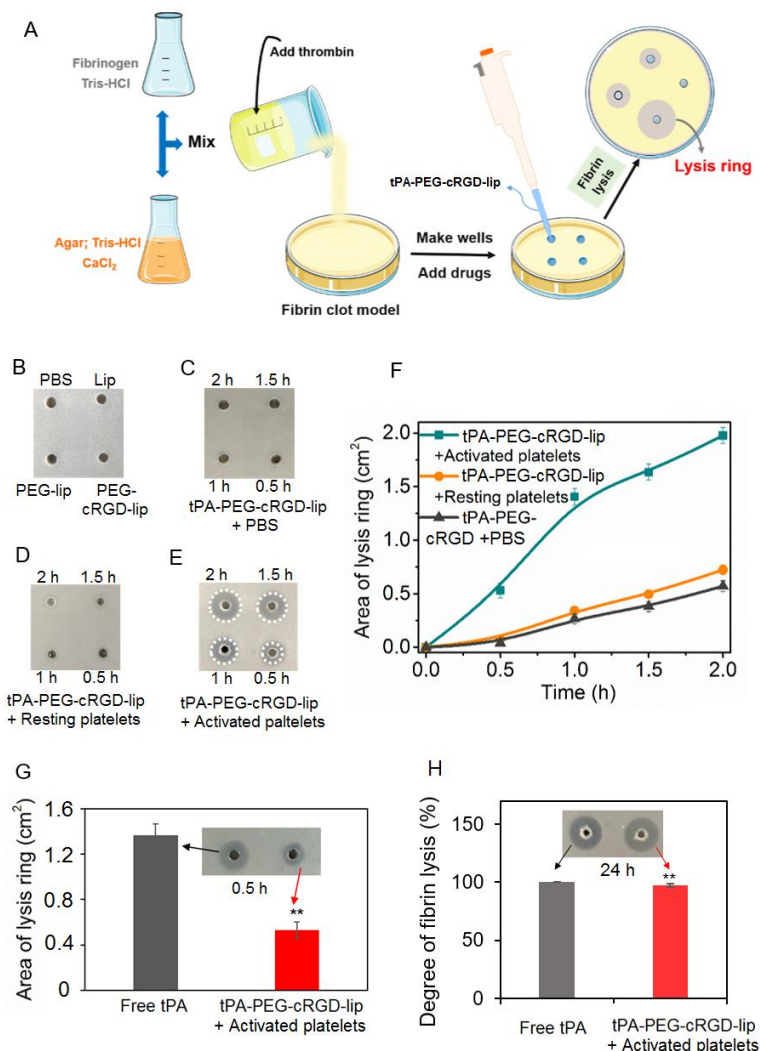 A
Fibrinogen
Tris-HCl
Add thrombin
Mix
Agar; Tris-HCl
CaCl2
Fibrin clot model
Make wells
Add drugs
tPA-PEG-cRGD-lip
Fibrin
lysis
Lysis ring
B
PBS Lip
PEG-lip PEG-
cRGD-lip
C
2 h 1.5 h
1 h 0.5 h
tPA-PEG-cRGD-lip
+ PBS
D
2 h 1.5 h
1 h 0.5 h
tPA-PEG-cRGD-lip
+ Resting platelets
E
2 h 1.5 h
1 h 0.5 h
tPA-PEG-cRGD-lip
+ Activated paltelets
F
Area of lysis ring (cm2)
2.0
1.5
1.0
0.5
0.0
tPA-PEG-cRGD-lip
+Activated platelets
tPA-PEG-cRGD-lip
+Resting platelets
tPA-PEG-
cRGD +PBS
0.0 0.5 1.0 1.5 2.0
Time (h)
G
Area of lysis ring (cm2)
1.6
1.2
0.8
0.4
0
0.5 h
**
Free tPA tPA-PEG-cRGD-lip
+ Activated platelets
H
Degree of fibrin lysis (%)
150
100
50
0
24 h
**
Free tPA tPA-PEG-cRGD-lip
+ Activated platelets